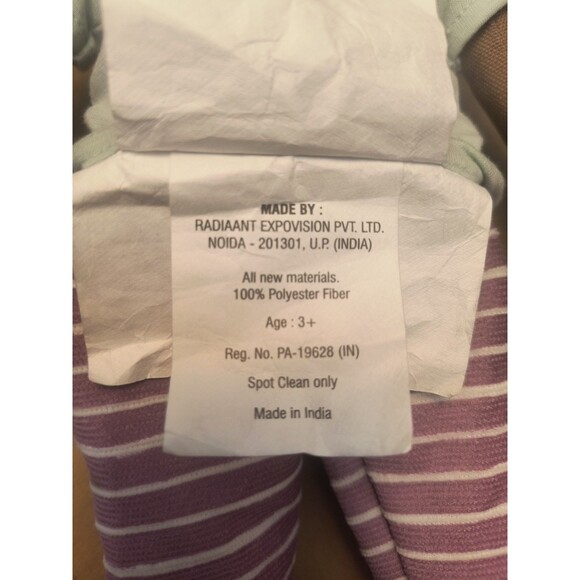 MADE BY :
RADIAANT EXPOVISION PVT. LTD.
NOIDA - 201301, U.P. (INDIA)
All new materials.
100% Polyester Fiber
Age : 3+
Reg. No. PA-19628 (IN)
Spot Clean only
Made in India